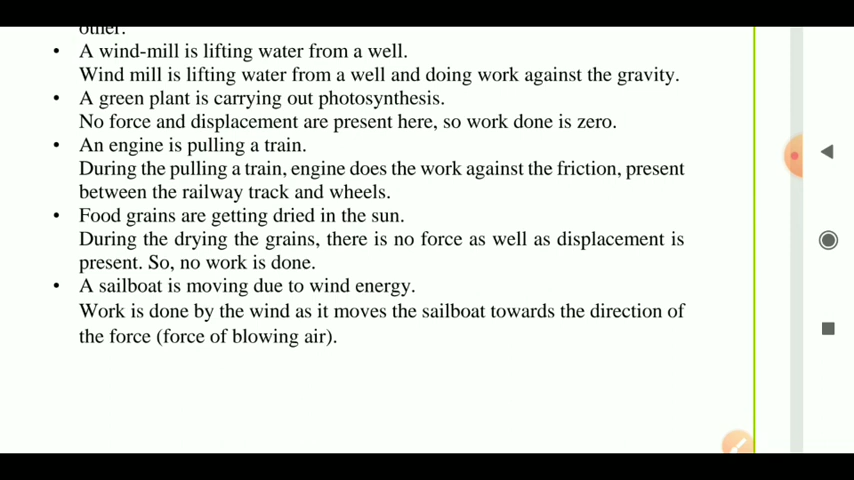 other.
• A wind-mill is lifting water from a well.
Wind mill is lifting water from a well and doing work against the gravity.
• A green plant is carrying out photosynthesis.
No force and displacement are present here, so work done is zero.
• An engine is pulling a train.
During the pulling a train, engine does the work against the friction, present
between the railway track and wheels.
• Food grains are getting dried in the sun.
During the drying the grains, there is no force as well as displacement is
present. So, no work is done.
• A sailboat is moving due to wind energy.
Work is done by the wind as it moves the sailboat towards the direction of
the force (force of blowing air).